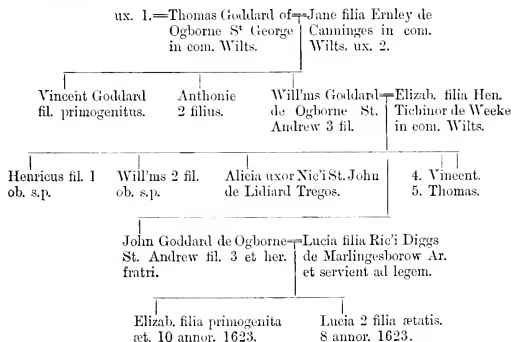 ux. 1.=Thomas Goddard of=Jane filia Ernley de
Ogborne St George Canninges in com.
in com. Wilts. Wilts. ux. 2.
Vincent Goddard Anthonie Will'ms Goddard=Elizab. filia Hen.
fil. primogenitus. 2 filius. de Ogborne St. Tichinor de Weeke
Andrew 3 fil. in com. Wilts.
Henricus fil. 1 Will'ms 2 fil. Alicia uxor Nic'i St. John 4. Vincent.
ob. s.p. ob. s.p. de Lidiard Tregos. 5. Thomas.
John Goddard de Ogborne=Lucia filia Ric'i Diggs
St. Andrew fil. 3 et her. de Marlingesborow Ar.
fratri. et servient ad legem.
Elizab. filia primogenita Lucia 2 filia ætatis.
æt. 10 annor. 1623. 8 annor. 1623.